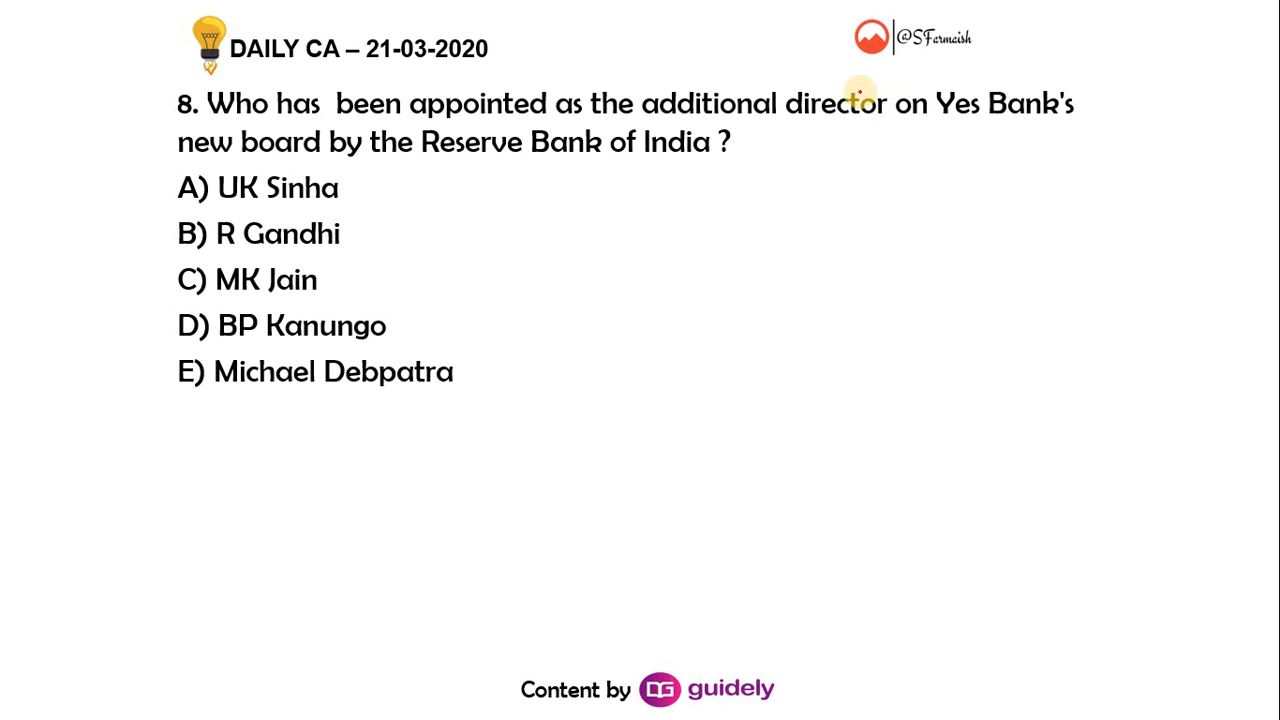 DAILY CA – 21-03-2020
@SFarmaish
8. Who has been appointed as the additional director on Yes Bank's
new board by the Reserve Bank of India ?
A) UK Sinha
B) R Gandhi
C) MK Jain
D) BP Kanungo
E) Michael Debpatra
Content by DG guidely